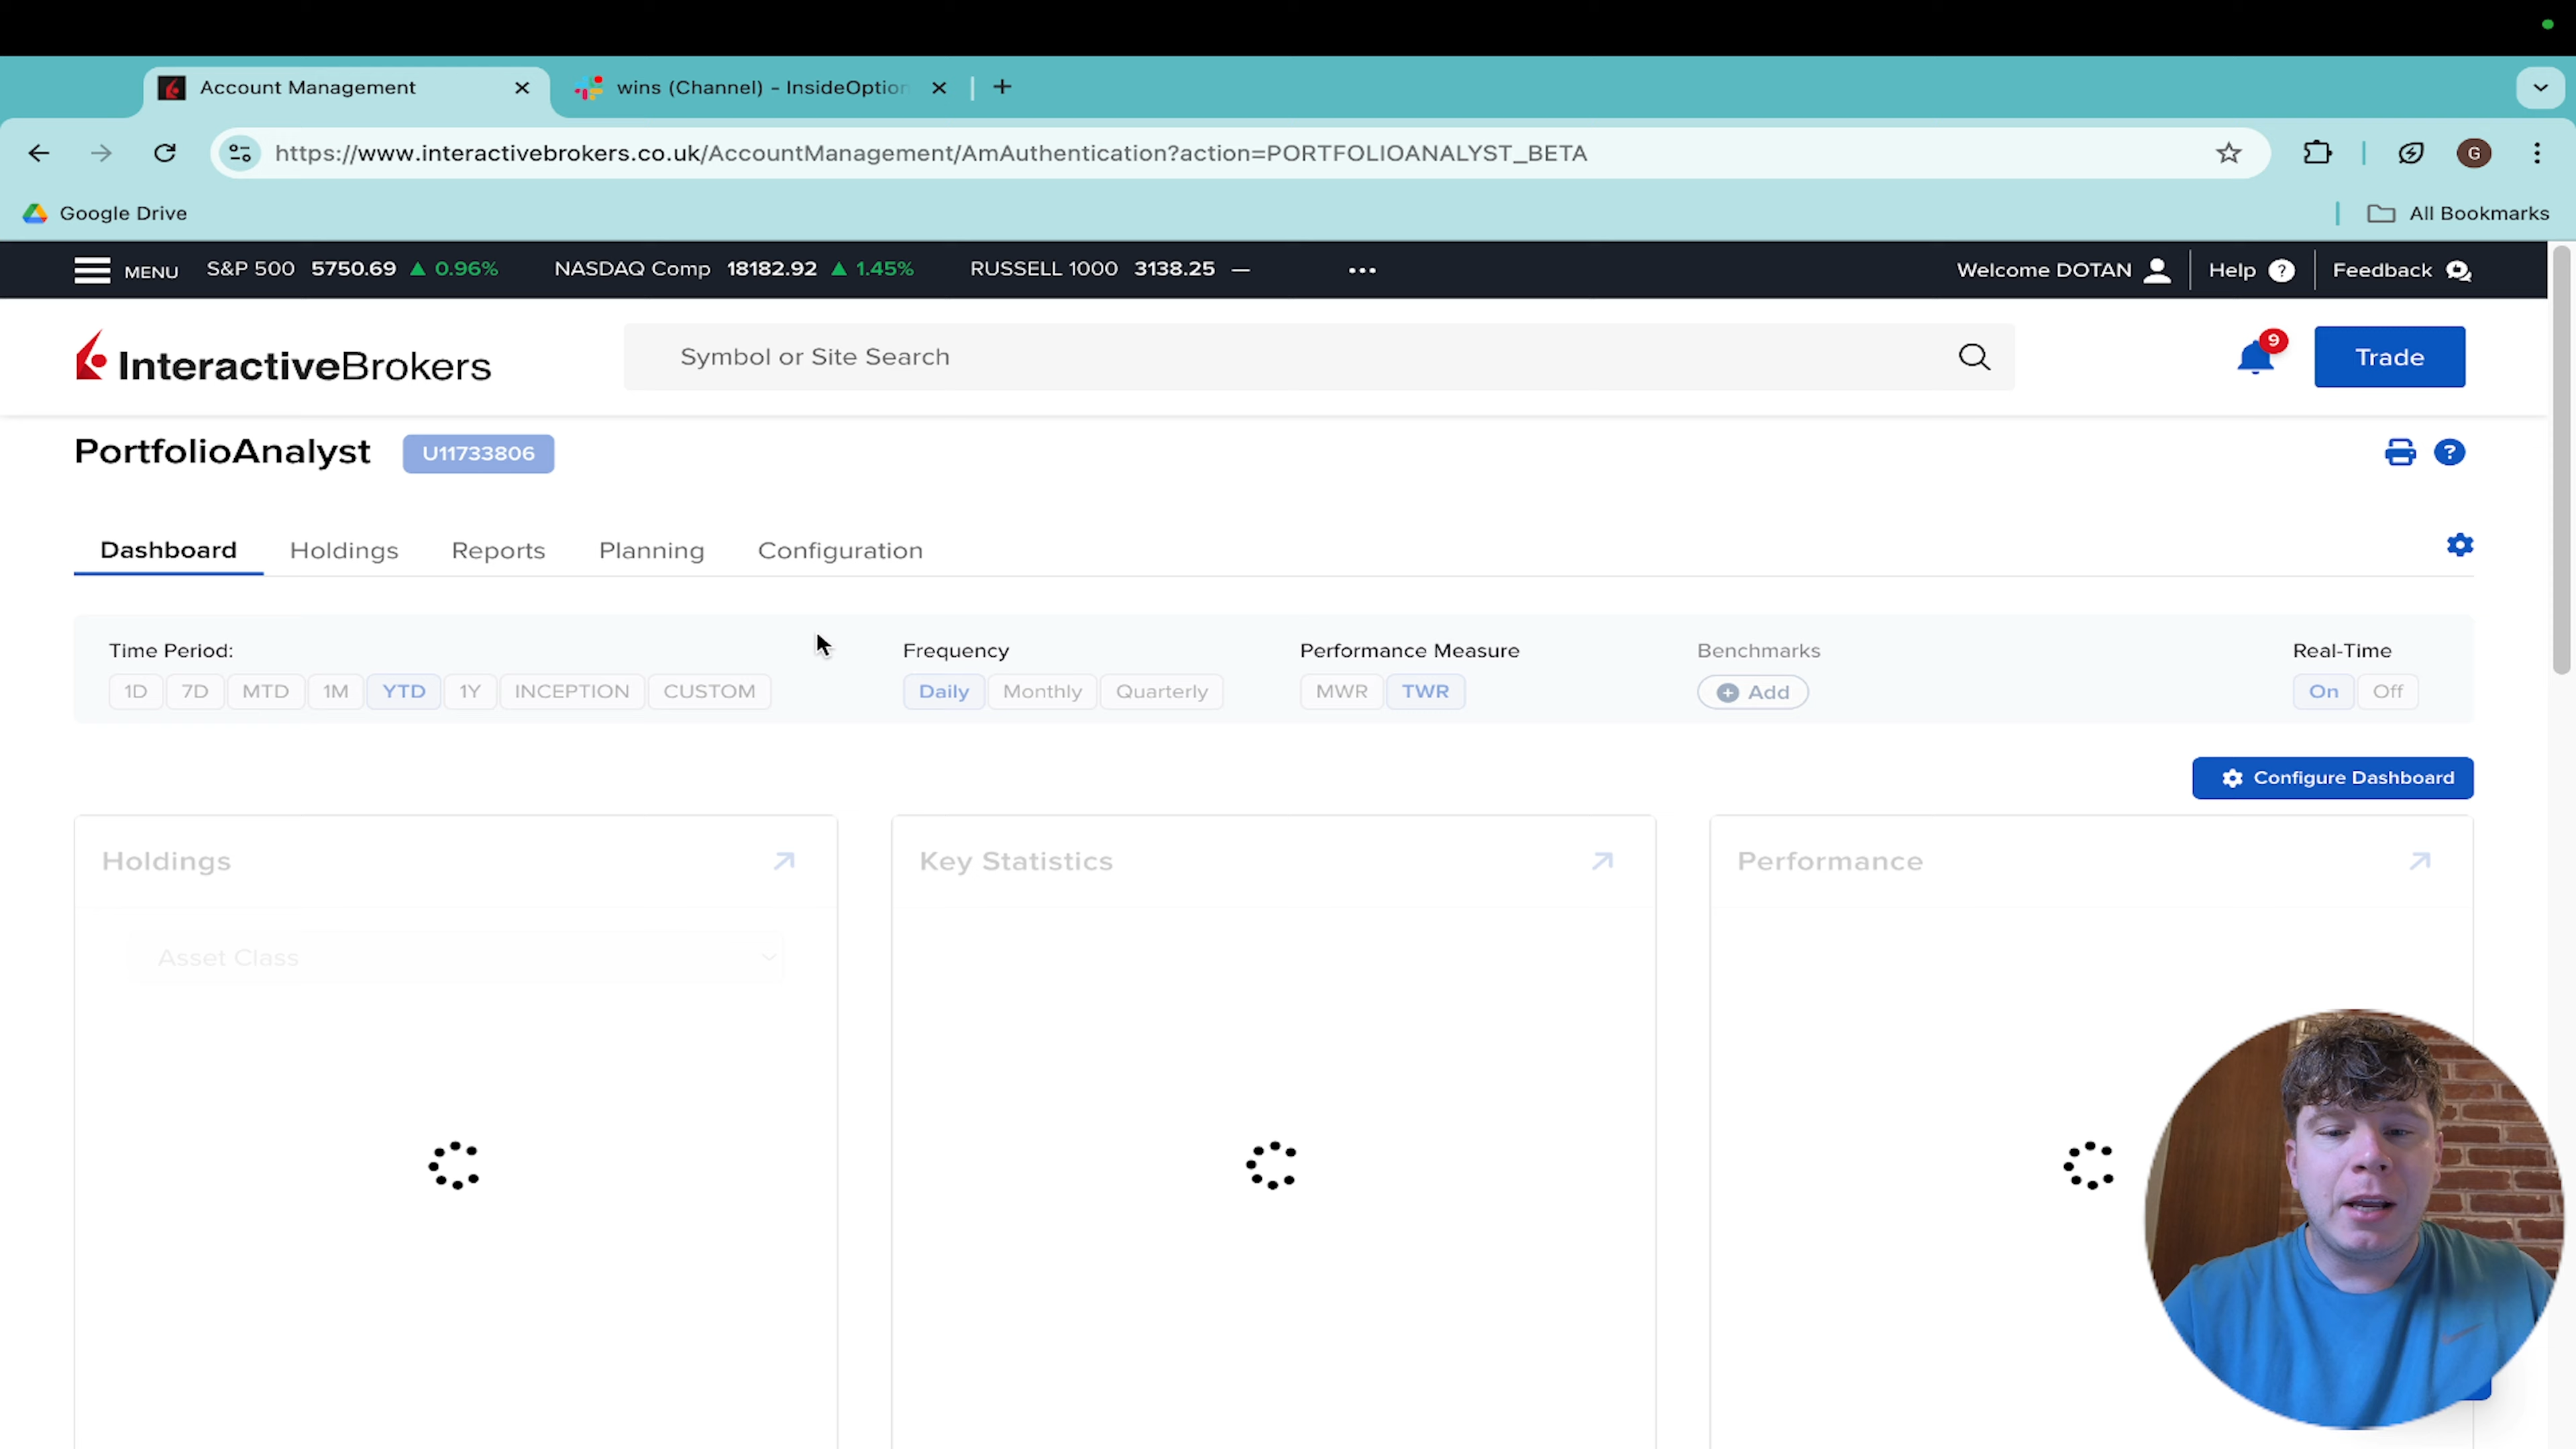 Account Management
wins (Channel) - InsideOption
https://www.interactivebrokers.co.uk/AccountManagement/AmAuthentication?action=PORTFOLIOANALYST_BETA
G
Google Drive
All Bookmarks
MENU S&P 500 5750.69 ▲ 0.96% NASDAQ Comp 18182.92 ▲ 1.45% RUSSELL 1000 3138.25 — ••• Welcome DOTAN Help ? Feedback
InteractiveBrokers
Symbol or Site Search
9
Trade
PortfolioAnalyst U11733806
?
Dashboard Holdings Reports Planning Configuration
Time Period: Frequency Performance Measure Benchmarks Real-Time
1D 7D MTD 1M YTD 1Y INCEPTION CUSTOM Daily Monthly Quarterly MWR TWR + Add On Off
Configure Dashboard
Holdings Key Statistics Performance
Asset Class